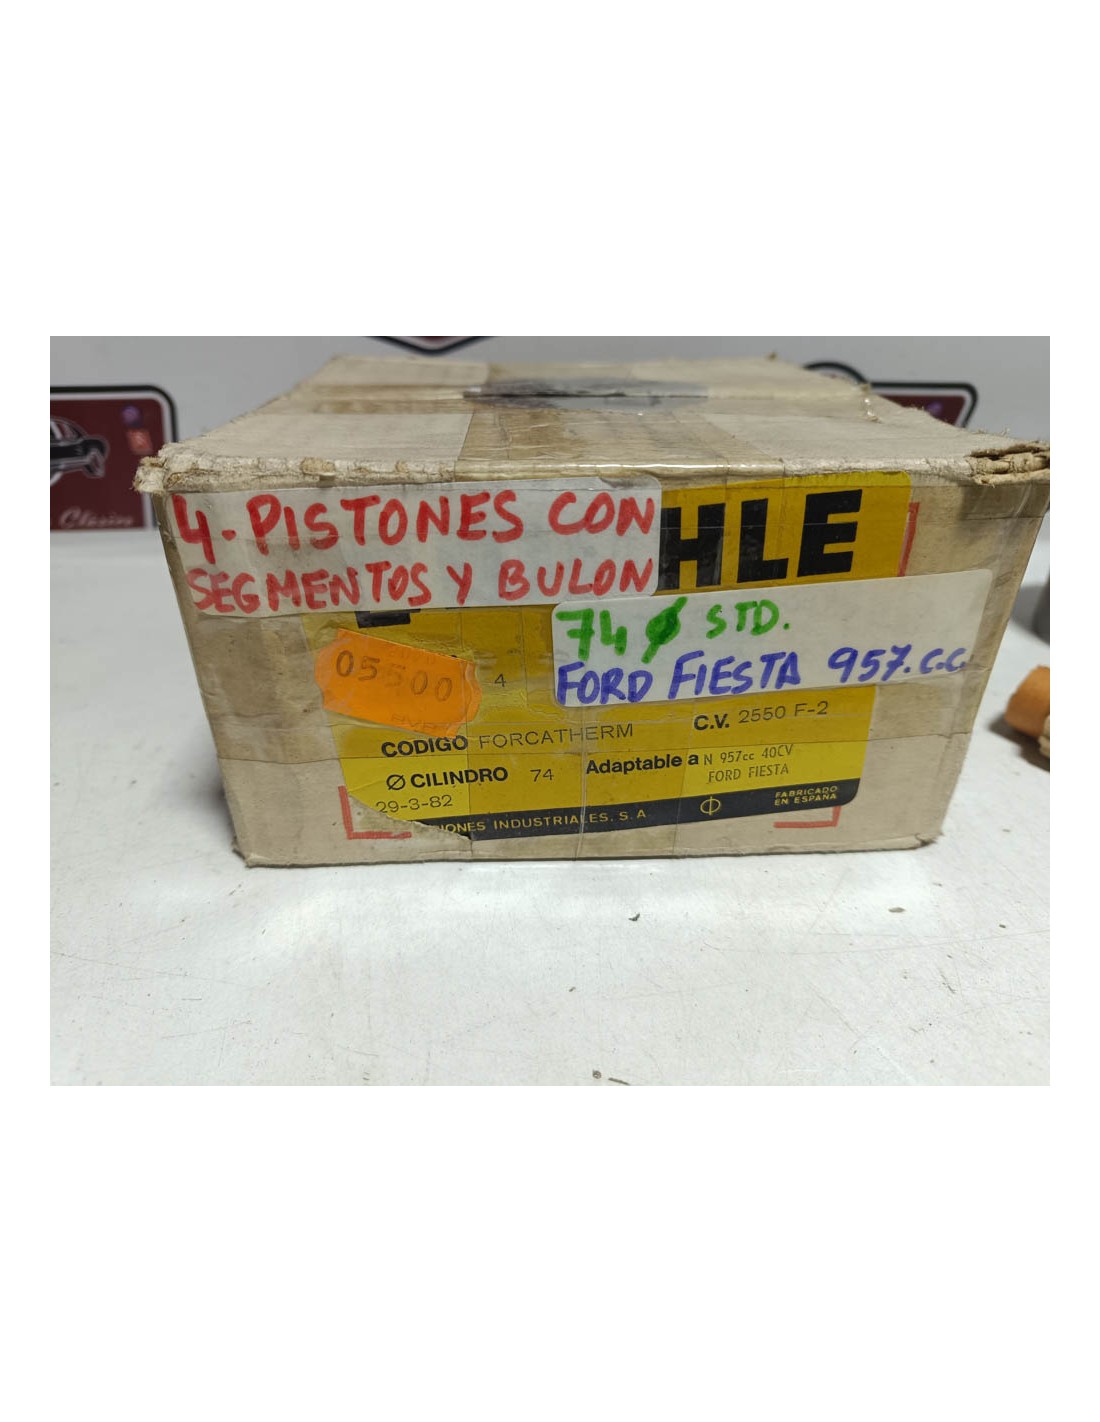 4. PISTONES CON
SEGMENTOS Y BULON
HLE
74 Ø STD.
FORD FIESTA 957.C.C.
05500
4
CODIGO FORCATHERM
C.V. 2550 F-2
Ø CILINDRO 74
Adaptable a N 957cc 40CV
FORD FIESTA
29-3-82
IONES INDUSTRIALES. S. A
FABRICADO
EN ESPAÑA
Clásico